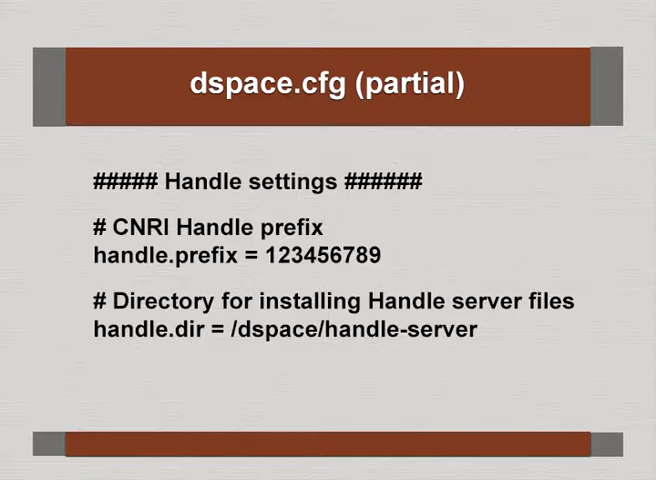 dspace.cfg (partial)
##### Handle settings ######
# CNRI Handle prefix
handle.prefix = 123456789
# Directory for installing Handle server files
handle.dir = /dspace/handle-server